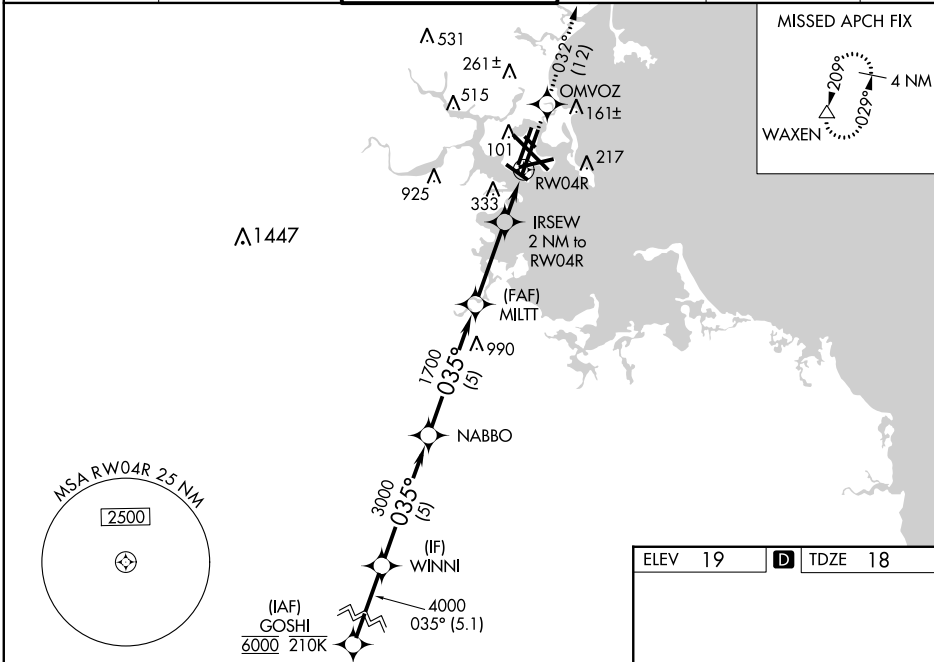 MISSED APCH FIX
209°
029°
4 NM
WAXEN
531
261±
515
032°
(12)
OMVOZ
161±
101
217
925
RW04R
333
1447
IRSEW
2 NM to
RW04R
(FAF)
MILTT
990
1700
035°
(5)
NABBO
3000
035°
(5)
MSA RW04R 25 NM
2500
(IF)
WINNI
4000
035° (5.1)
(IAF)
GOSHI
6000 210K
ELEV 19 D TDZE 18